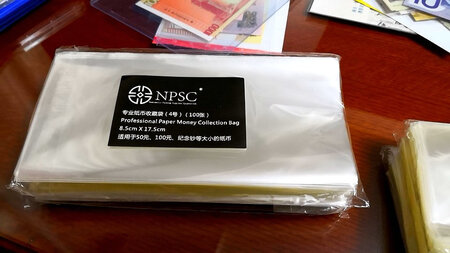 NPSC
专业纸币收藏袋（4号）（100张）
Professional Paper Money Collection Bag
8.5cm X 17.5cm
适用于50元、100元、纪念钞等大小的纸币